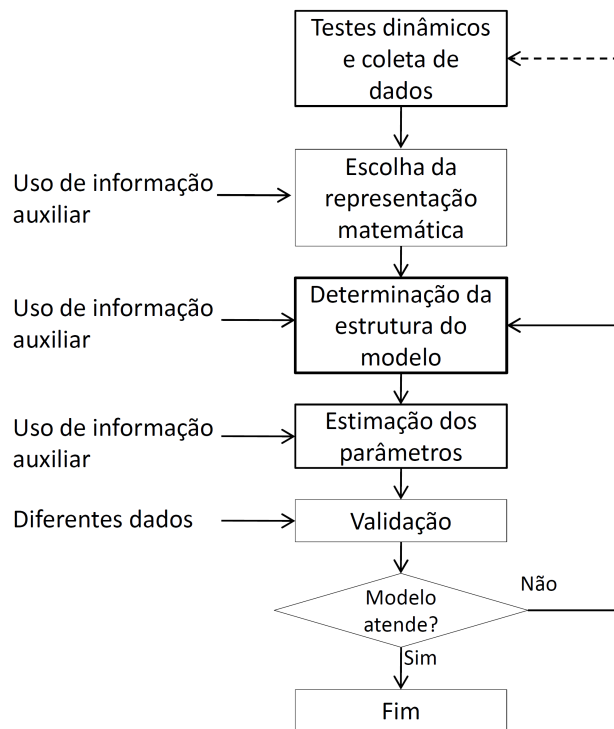 Testes dinâmicos
e coleta de
dados
Uso de informação
auxiliar
Escolha da
representação
matemática
Uso de informação
auxiliar
Determinação da
estrutura do
modelo
Uso de informação
auxiliar
Estimação dos
parâmetros
Diferentes dados
Validação
Modelo
atende?
Não
Sim
Fim